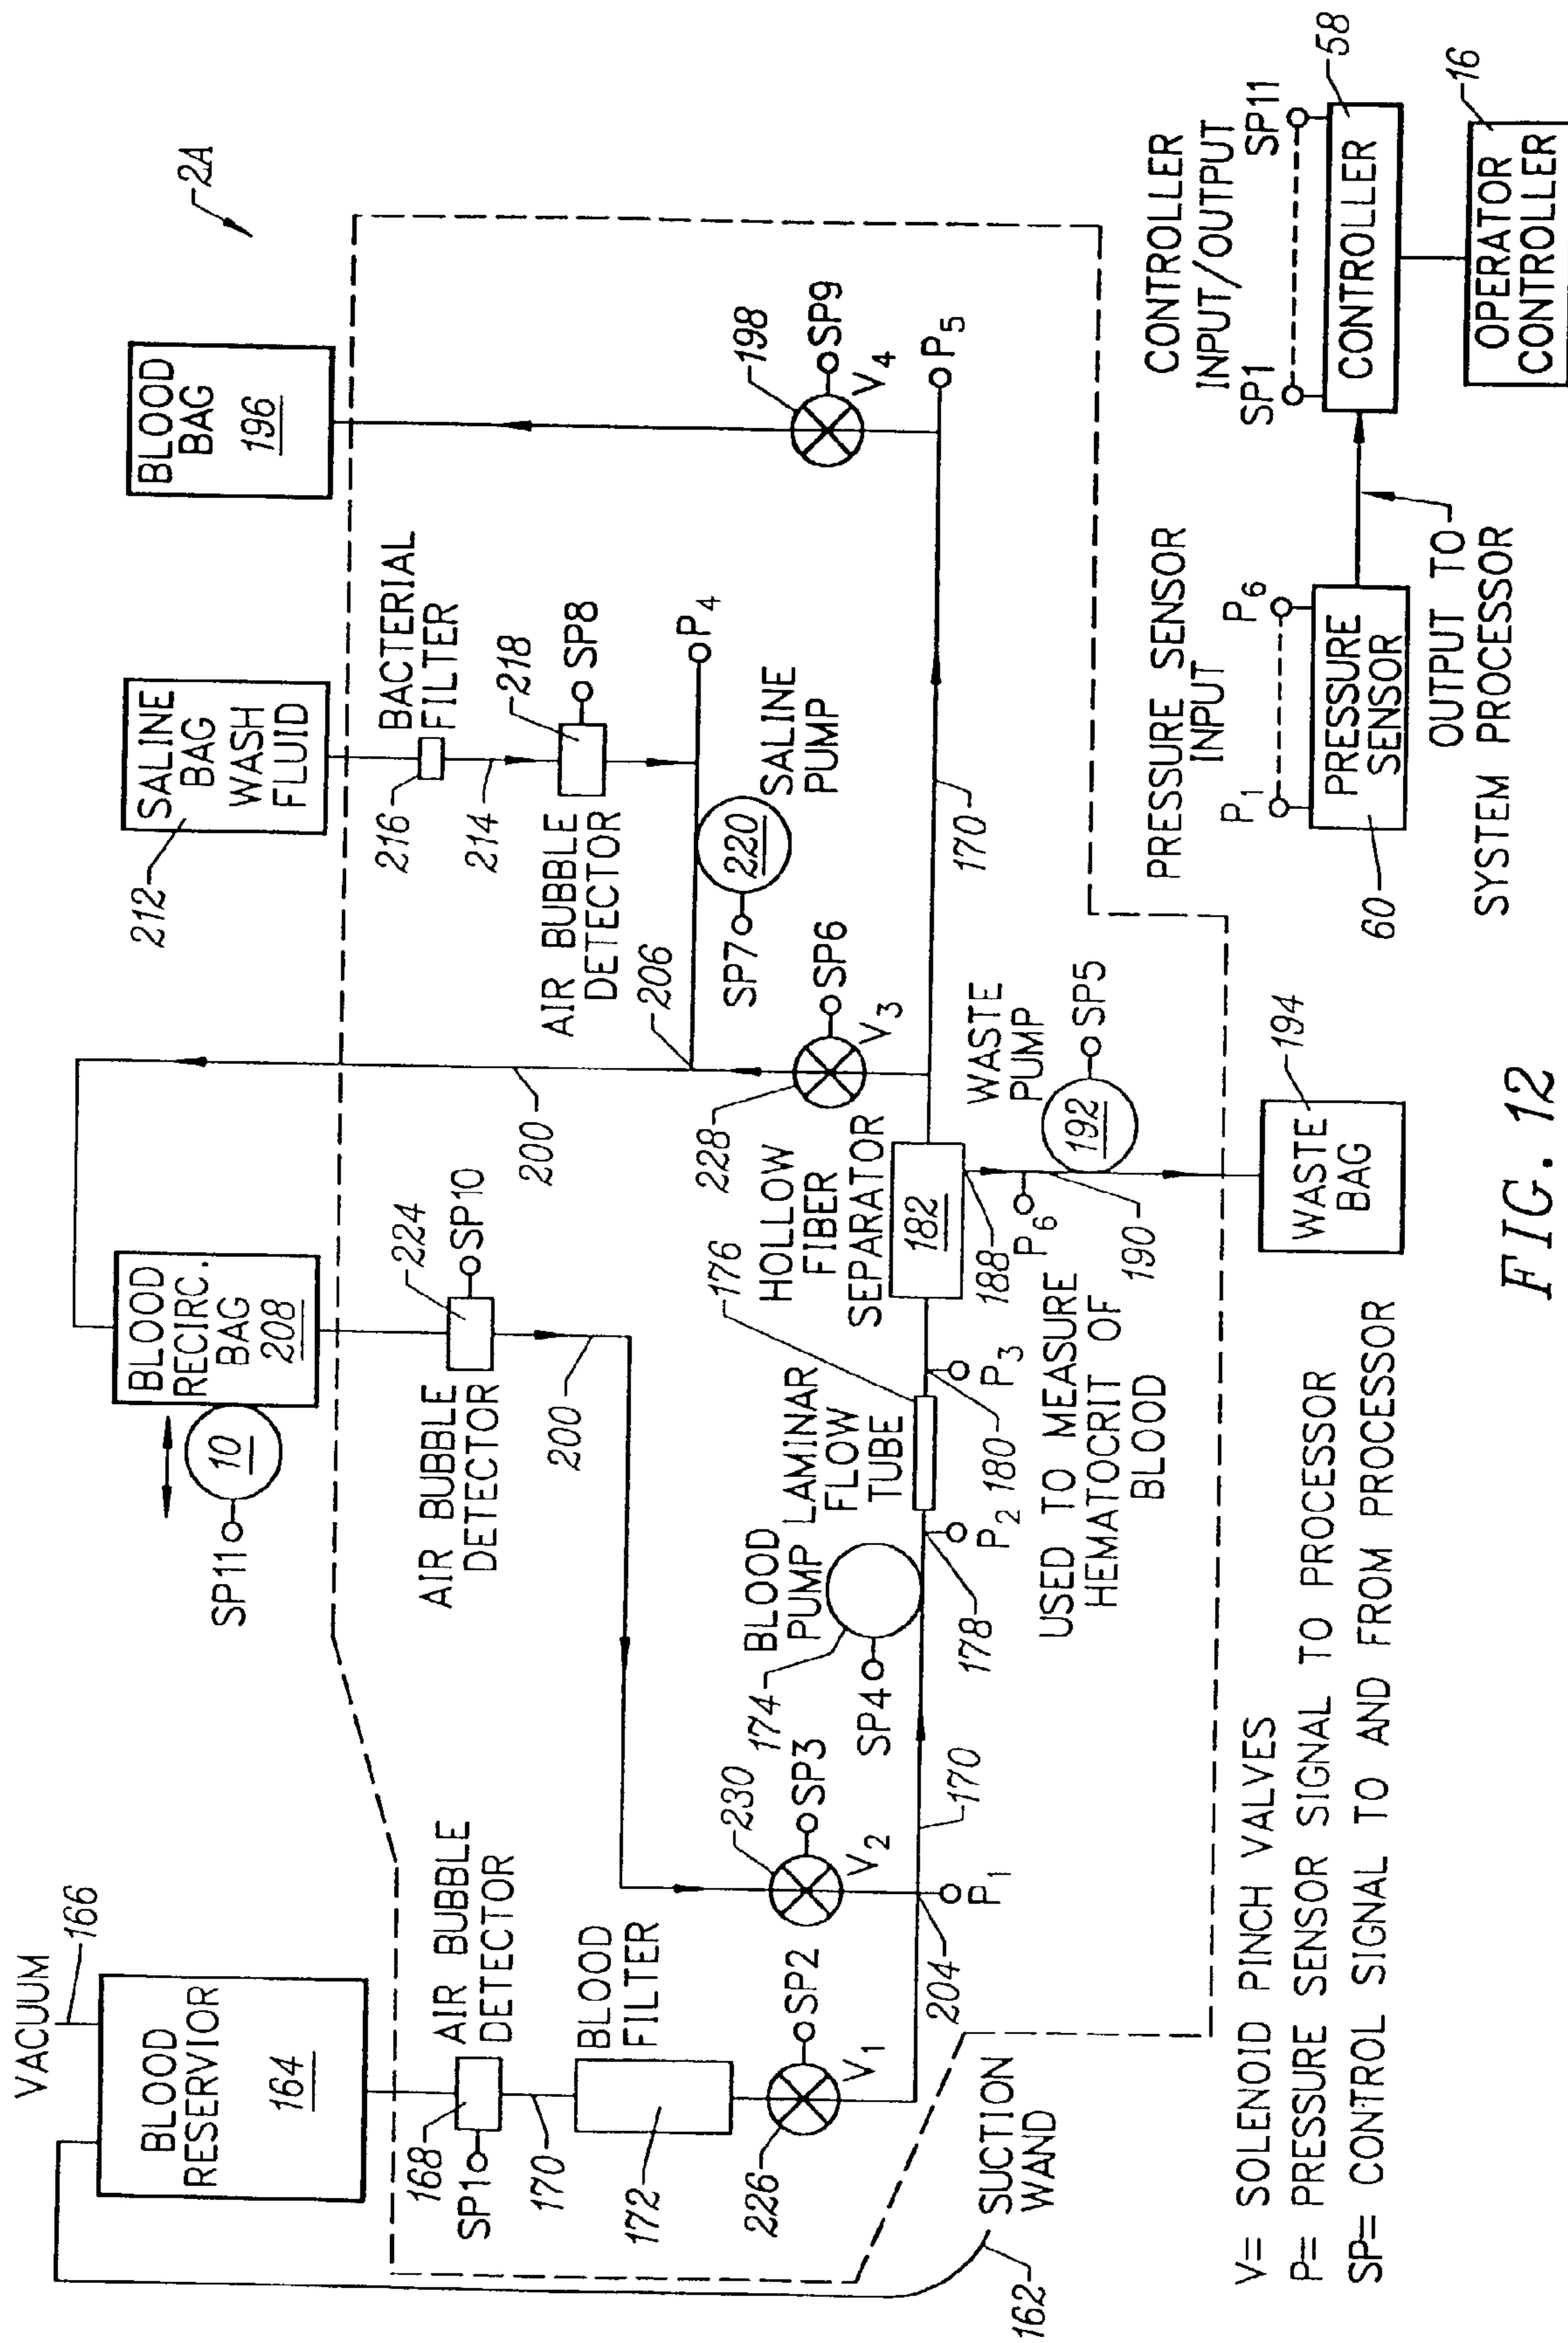 2A
VACUUM
166
BLOOD
RESERVIOR
164
SP11
10
BLOOD
RECIRC.
BAG
208
SALINE
BAG
WASH
FLUID
212
BLOOD
BAG
196
168
SP1
AIR BUBBLE
DETECTOR
170
172
BLOOD
FILTER
226
SP2
V1
AIR BUBBLE
DETECTOR
224
SP10
200
200
216
BACTERIAL
FILTER
214
218
SP8
AIR BUBBLE
DETECTOR
P4
206
SP7
220
SALINE
PUMP
230
SP3
V2
204
P1
170
174
SP4
BLOOD
PUMP
178
P2
LAMINAR
FLOW
TUBE
176
180
P3
USED TO MEASURE
HEMATOCRIT OF
BLOOD
HOLLOW
FIBER
SEPARATOR
182
188
228
SP6
V3
P6
190
WASTE
PUMP
192
SP5
WASTE
BAG
194
170
198
SP9
V4
P5
SUCTION
WAND
162
PRESSURE SENSOR
INPUT
P1
P6
PRESSURE
SENSOR
60
OUTPUT TO
SYSTEM PROCESSOR
CONTROLLER
INPUT/OUTPUT
SP1
SP11
CONTROLLER
58
OPERATOR
CONTROLLER
16
V= SOLENOID PINCH VALVES
P= PRESSURE SENSOR SIGNAL TO PROCESSOR
SP= CONTROL SIGNAL TO AND FROM PROCESSOR
FIG. 12